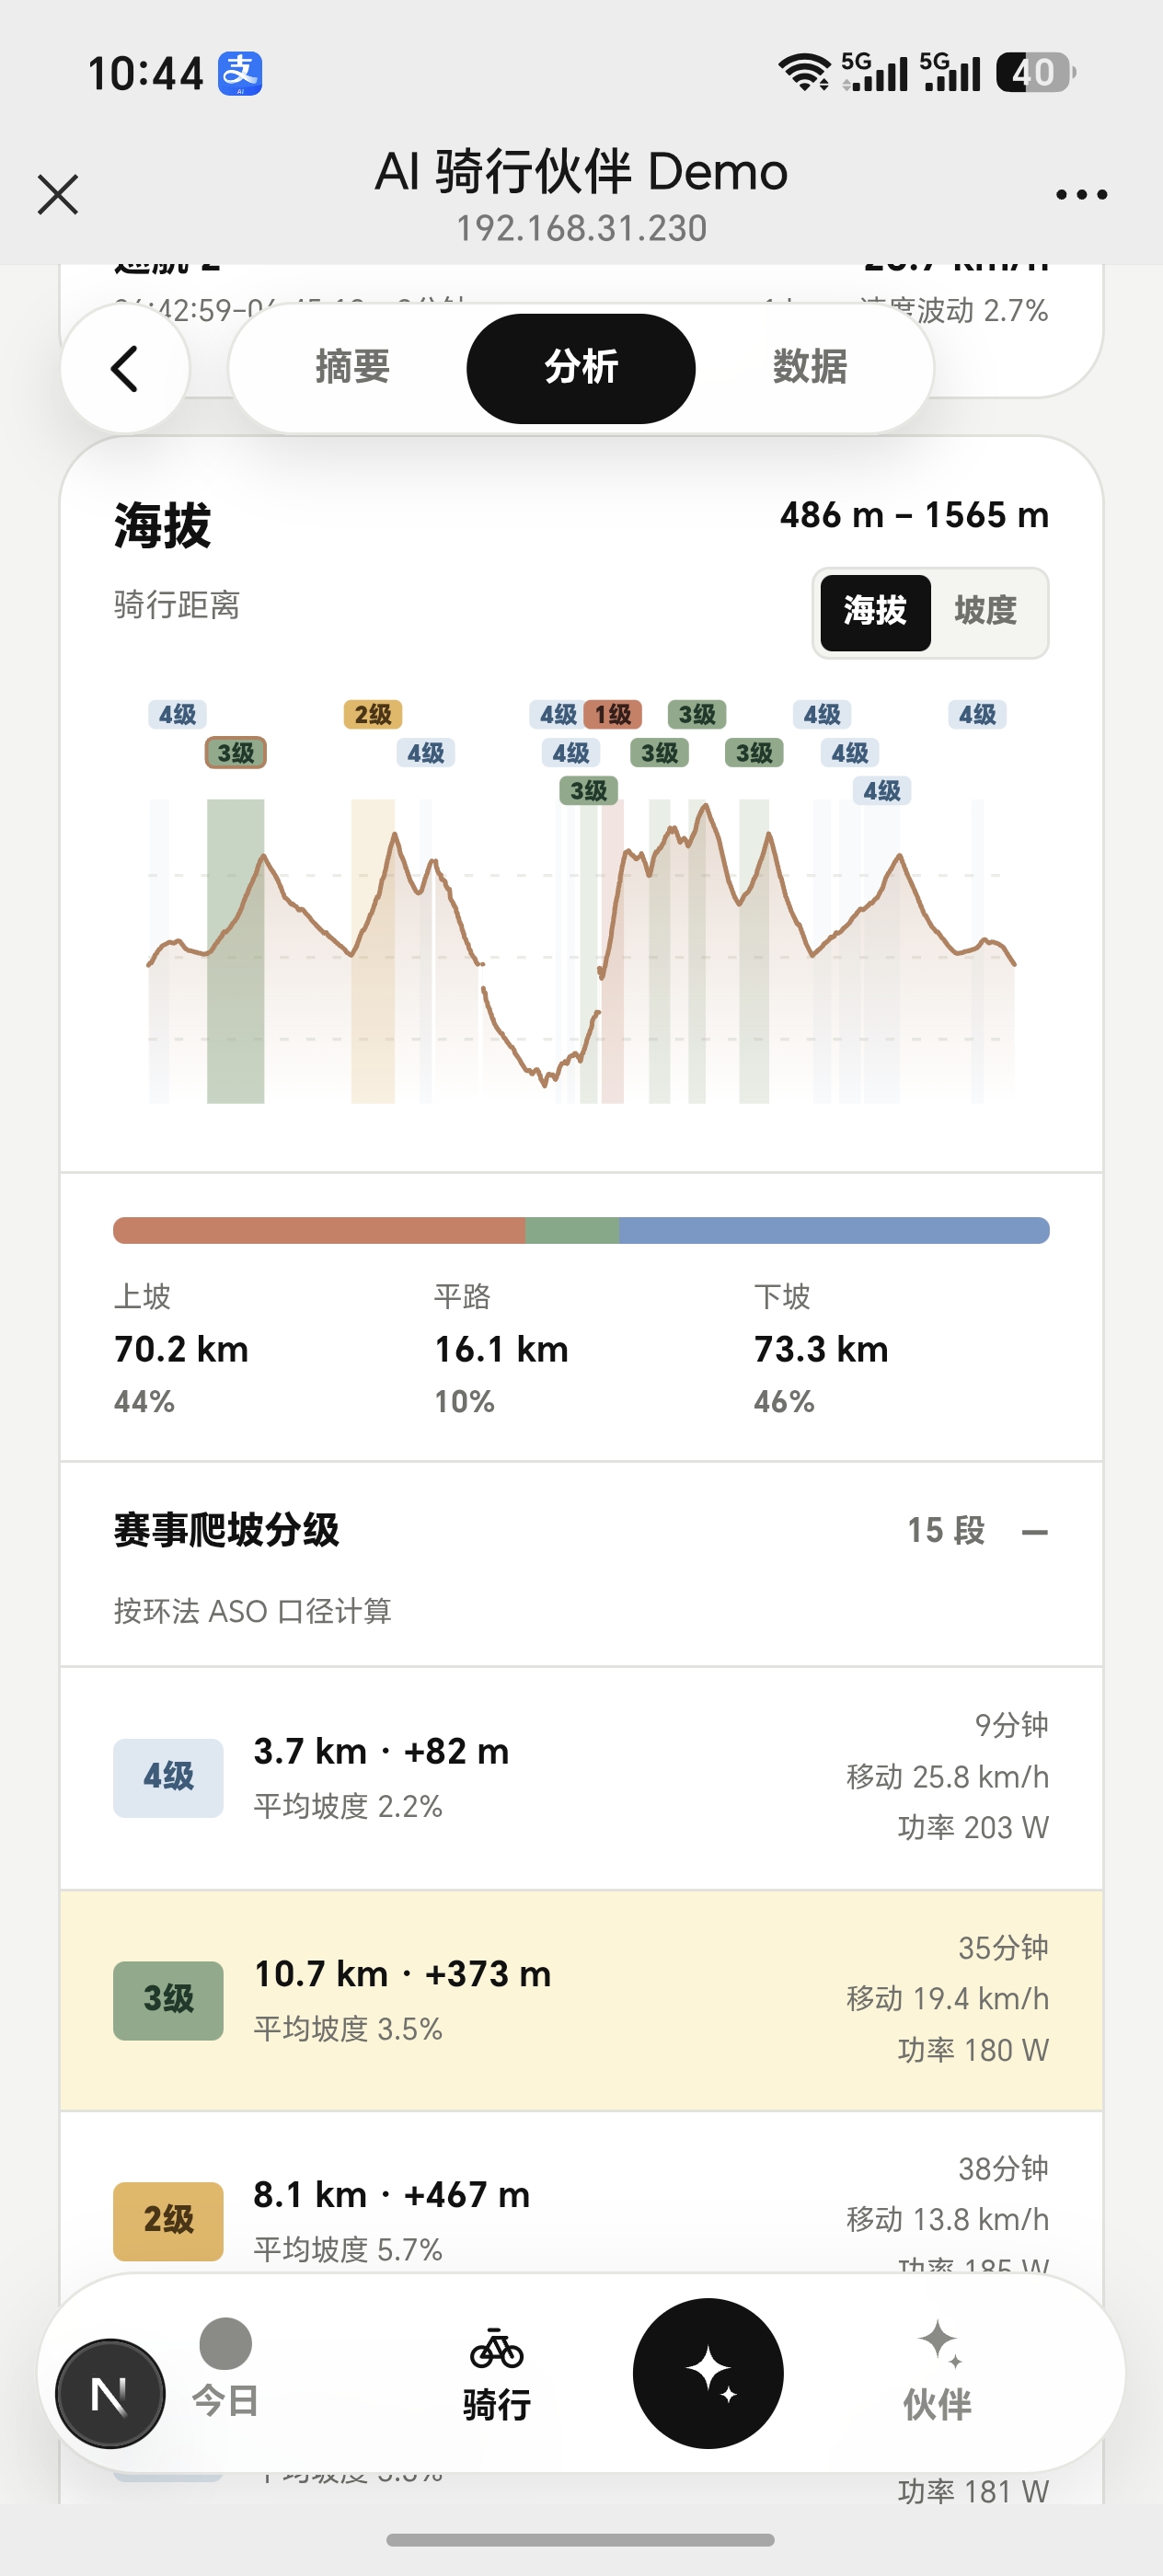 10:44
支
AI
5G
5G
40
AI 骑行伙伴 Demo
192.168.31.230
速度波动 2.7%
摘要
分析
数据
海拔
486 m – 1565 m
骑行距离
海拔
坡度
4级
2级
4级
1级
3级
4级
4级
3级
4级
4级
3级
3级
4级
3级
4级
上坡
平路
下坡
70.2 km
16.1 km
73.3 km
44%
10%
46%
赛事爬坡分级
15 段
按环法 ASO 口径计算
4级
3.7 km · +82 m
平均坡度 2.2%
9分钟
移动 25.8 km/h
功率 203 W
3级
10.7 km · +373 m
平均坡度 3.5%
35分钟
移动 19.4 km/h
功率 180 W
2级
8.1 km · +467 m
平均坡度 5.7%
38分钟
移动 13.8 km/h
功率 185 W
N
今日
骑行
伙伴
功率 181 W